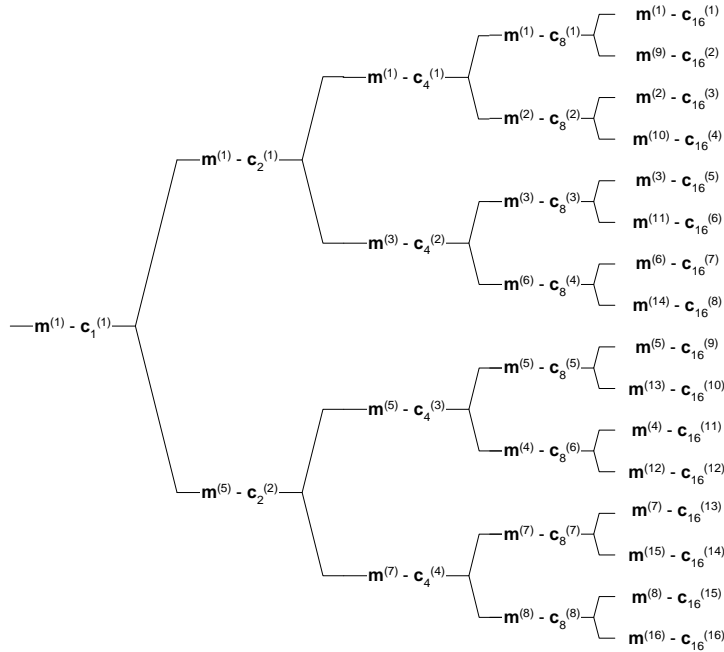 m(1) - c16(1)
m(1) - c8(1)
m(9) - c16(2)
m(1) - c4(1)
m(2) - c16(3)
m(2) - c8(2)
m(10) - c16(4)
m(1) - c2(1)
m(3) - c16(5)
m(3) - c8(3)
m(11) - c16(6)
m(3) - c4(2)
m(6) - c16(7)
m(6) - c8(4)
m(14) - c16(8)
m(1) - c1(1)
m(5) - c16(9)
m(5) - c8(5)
m(13) - c16(10)
m(5) - c4(3)
m(4) - c16(11)
m(4) - c8(6)
m(12) - c16(12)
m(5) - c2(2)
m(7) - c16(13)
m(7) - c8(7)
m(15) - c16(14)
m(7) - c4(4)
m(8) - c16(15)
m(8) - c8(8)
m(16) - c16(16)